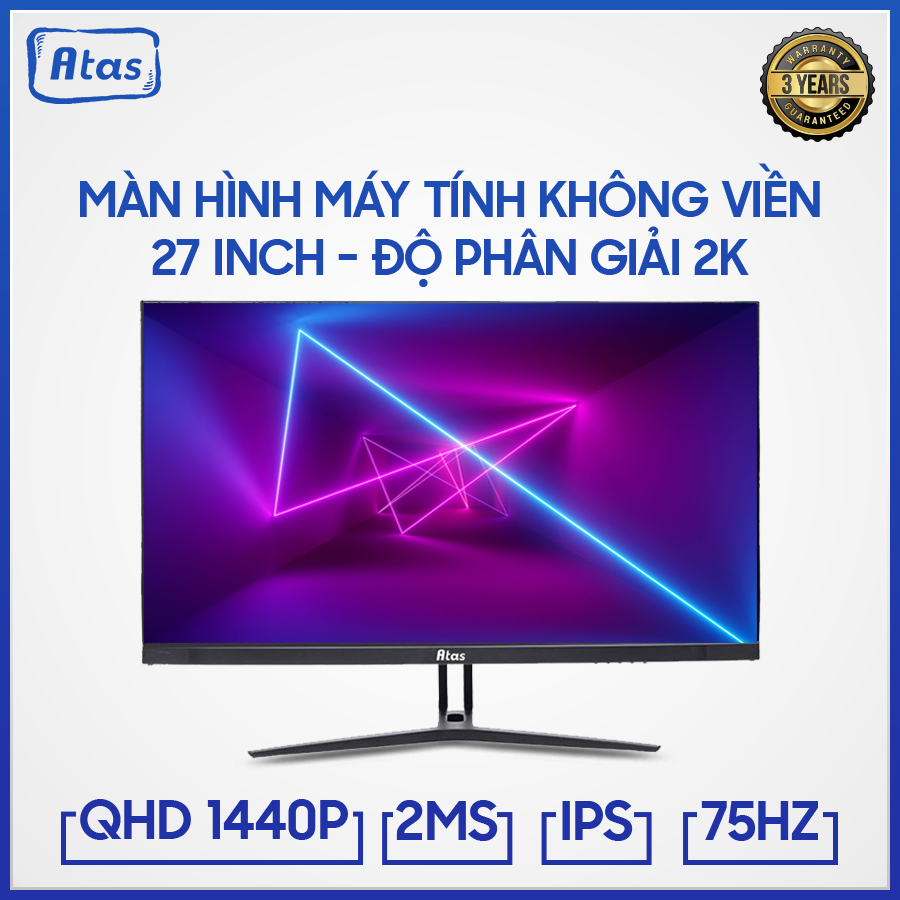 Atas
WARRANTY
3 YEARS
GUARANTEED
MÀN HÌNH MÁY TÍNH KHÔNG VIỀN
27 INCH - ĐỘ PHÂN GIẢI 2K
Atas
QHD 1440P
2MS
IPS
75HZ